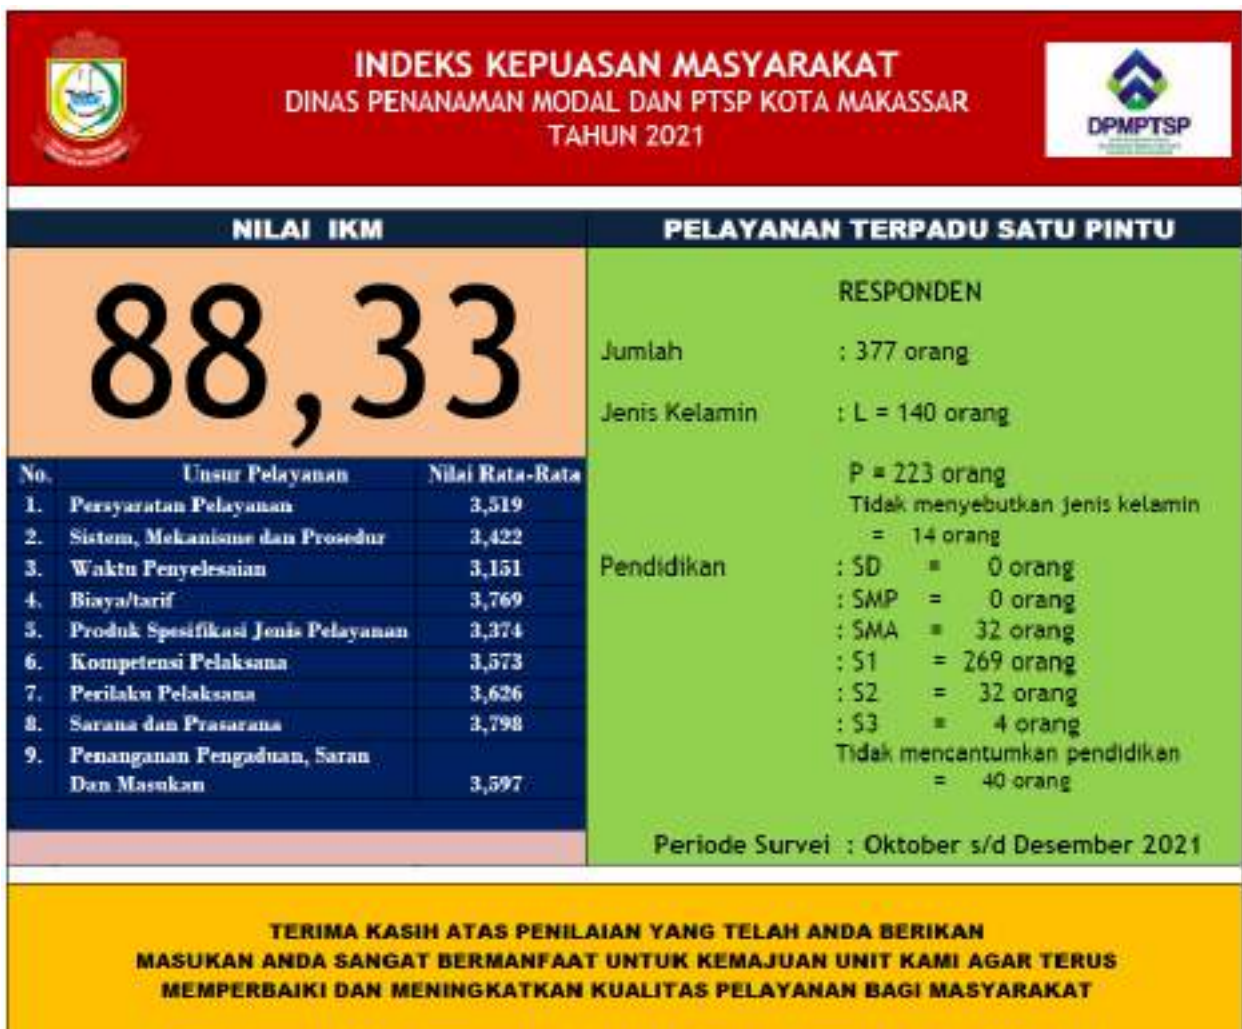 INDEKS KEPUASAN MASYARAKAT
DINAS PENANAMAN MODAL DAN PTSP KOTA MAKASSAR
TAHUN 2021
DPMPTSP
NILAI IKM
88,33
No. Unsur Pelayanan Nilai Rata-Rata
1. Persyaratan Pelayanan 3,519
2. Sistem, Mekanisme dan Prosedur 3,422
3. Waktu Penyelesaian 3,151
4. Biaya/tarif 3,769
5. Produk Spesifikasi Jenis Pelayanan 3,374
6. Kompetensi Pelaksana 3,573
7. Perilaku Pelaksana 3,626
8. Sarana dan Prasarana 3,798
9. Penanganan Pengaduan, Saran
Dan Masukan 3,597
PELAYANAN TERPADU SATU PINTU
RESPONDEN
Jumlah : 377 orang
Jenis Kelamin : L = 140 orang
P = 223 orang
Tidak menyebutkan jenis kelamin
= 14 orang
Pendidikan : SD = 0 orang
: SMP = 0 orang
: SMA = 32 orang
: S1 = 269 orang
: S2 = 32 orang
: S3 = 4 orang
Tidak mencantumkan pendidikan
= 40 orang
Periode Survei : Oktober s/d Desember 2021
TERIMA KASIH ATAS PENILAIAN YANG TELAH ANDA BERIKAN
MASUKAN ANDA SANGAT BERMANFAAT UNTUK KEMAJUAN UNIT KAMI AGAR TERUS
MEMPERBAIKI DAN MENINGKATKAN KUALITAS PELAYANAN BAGI MASYARAKAT